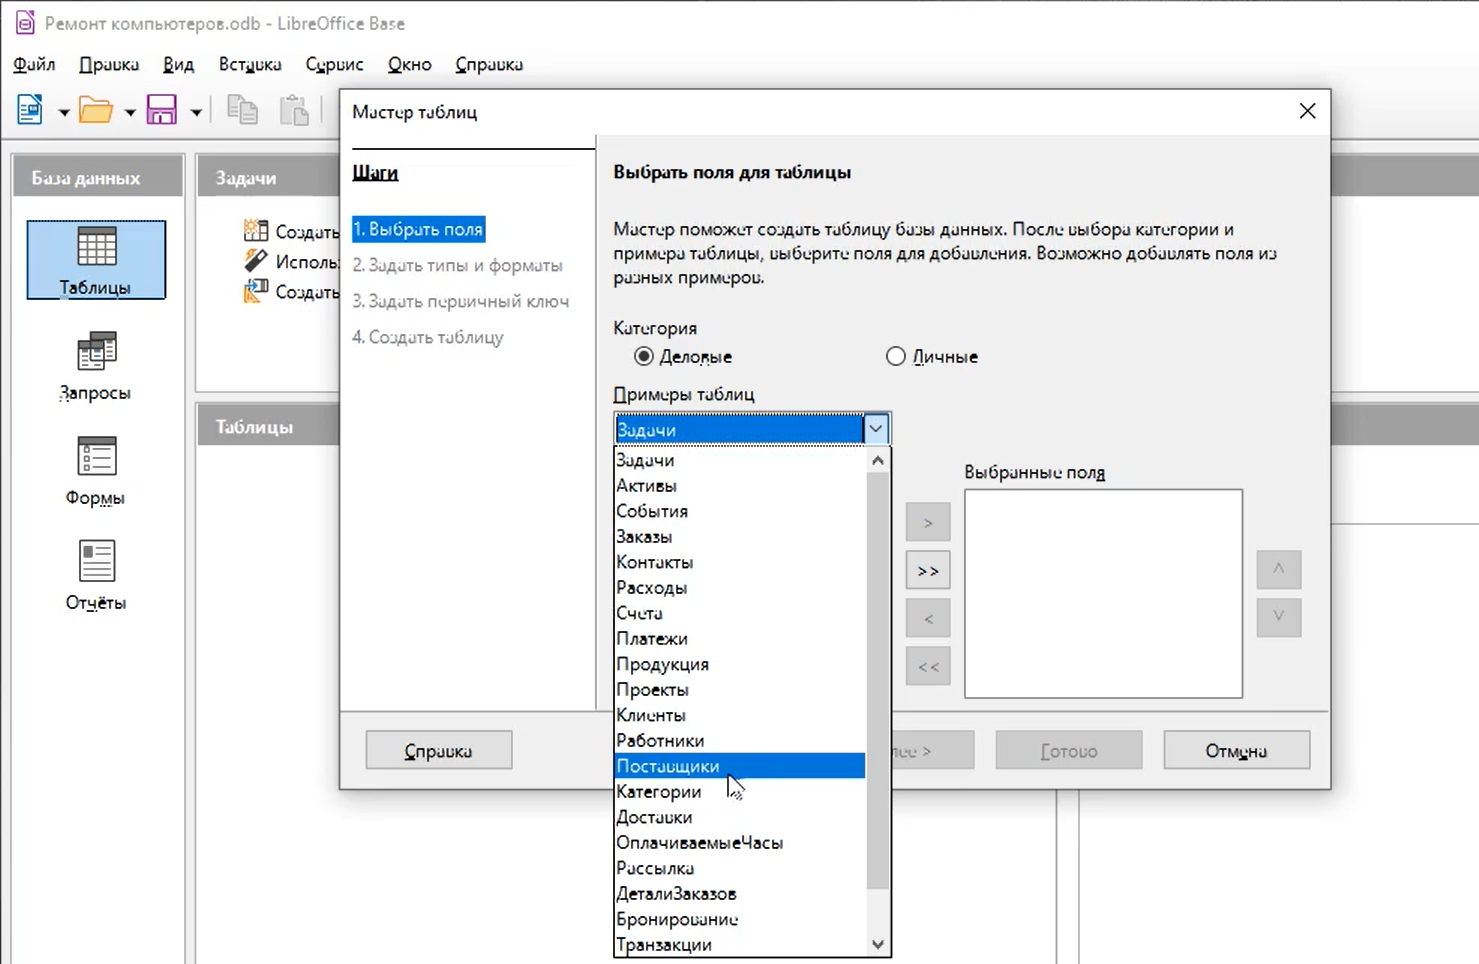 Ремонт компьютеров.odb - LibreOffice Base
Файл Правка Вид Вставка Сервис Окно Справка
База данных
Таблицы
Запросы
Формы
Отчёты
Задачи
Создать
Исполь
Создать
Таблицы
Мастер таблиц
Шаги
1. Выбрать поля
2. Задать типы и форматы
3. Задать первичный ключ
4. Создать таблицу
Выбрать поля для таблицы
Мастер поможет создать таблицу базы данных. После выбора категории и
примера таблицы, выберите поля для добавления. Возможно добавлять поля из
разных примеров.
Категория
Деловые Личные
Примеры таблиц
Задачи
Задачи
Активы
События
Заказы
Контакты
Расходы
Счета
Платежи
Продукция
Проекты
Клиенты
Работники
Поставщики
Категории
Доставки
ОплачиваемыеЧасы
Рассылка
ДеталиЗаказов
Бронирование
Транзакции
>
>>
<
<<
Выбранные поля
Справка
лее > Готово Отмена